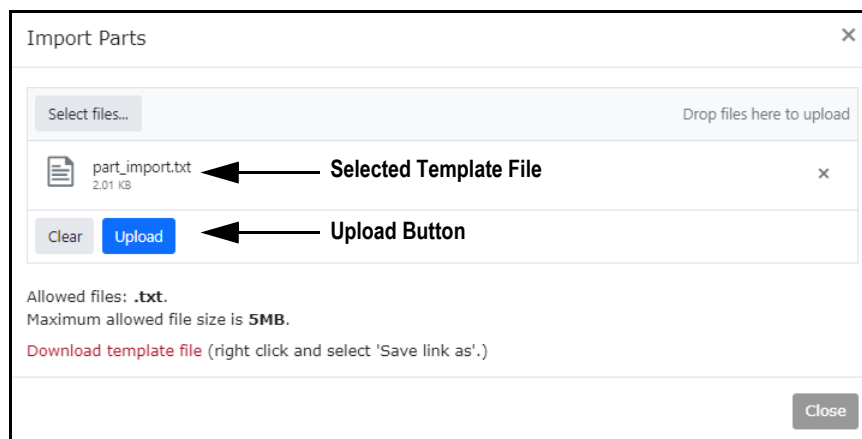 Import Parts ×
Select files... Drop files here to upload
part_import.txt Selected Template File ×
2.01 KB
Clear Upload Upload Button
Allowed files: .txt.
Maximum allowed file size is 5MB.
Download template file (right click and select 'Save link as'.)
Close